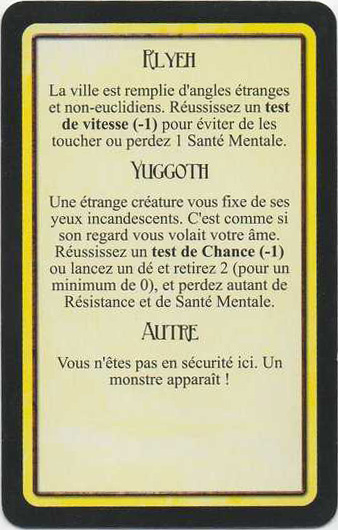 R'LYEH
La ville est remplie d'angles étranges
et non-euclidiens. Réussissez un test
de vitesse (-1) pour éviter de les
toucher ou perdez 1 Santé Mentale.
YUGGOTH
Une étrange créature vous fixe de ses
yeux incandescents. C'est comme si
son regard vous volait votre âme.
Réussissez un test de Chance (-1)
ou lancez un dé et retirez 2 (pour un
minimum de 0), et perdez autant de
Résistance et de Santé Mentale.
AUTRE
Vous n'êtes pas en sécurité ici. Un
monstre apparaît !